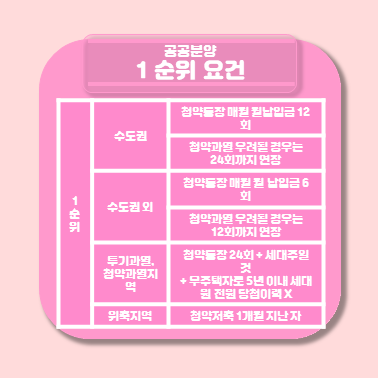 공공분양
1 순위 요건
1
순
위
수도권
청약통장 매월 월납입금 12
회
청약과열 우려될 경우는
24회까지 연장
수도권 외
청약통장 매월 월 납입금 6
회
청약과열 우려될 경우는
12회까지 연장
투기과열,
청약과열지
역
청약통장 24회 + 세대주일
것
+ 무주택자로 5년 이내 세대
원 전원 당첨이력 X
위축지역
청약저축 1개월 지난 자